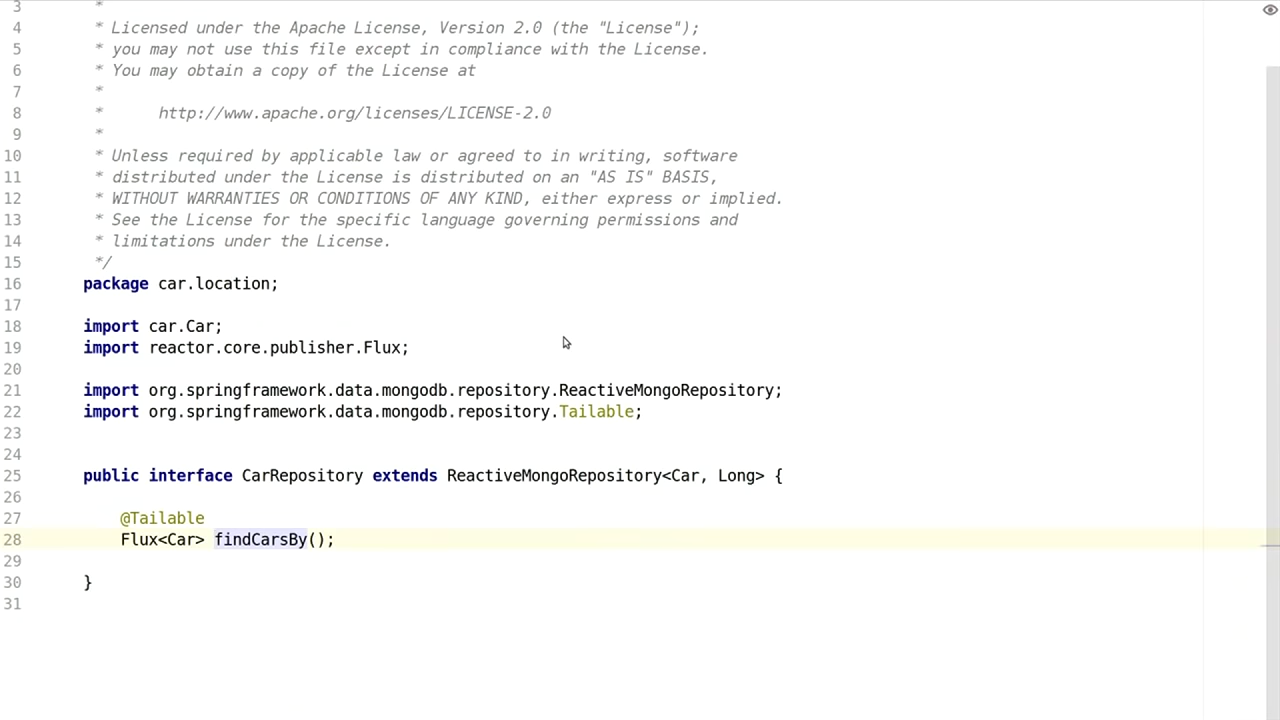 3 *
4 * Licensed under the Apache License, Version 2.0 (the "License");
5 * you may not use this file except in compliance with the License.
6 * You may obtain a copy of the License at
7 *
8 * http://www.apache.org/licenses/LICENSE-2.0
9 *
10 * Unless required by applicable law or agreed to in writing, software
11 * distributed under the License is distributed on an "AS IS" BASIS,
12 * WITHOUT WARRANTIES OR CONDITIONS OF ANY KIND, either express or implied.
13 * See the License for the specific language governing permissions and
14 * limitations under the License.
15 */
16 package car.location;
17
18 import car.Car;
19 import reactor.core.publisher.Flux;
20
21 import org.springframework.data.mongodb.repository.ReactiveMongoRepository;
22 import org.springframework.data.mongodb.repository.Tailable;
23
24
25 public interface CarRepository extends ReactiveMongoRepository<Car, Long> {
26
27 @Tailable
28 Flux<Car> findCarsBy();
29
30 }
31